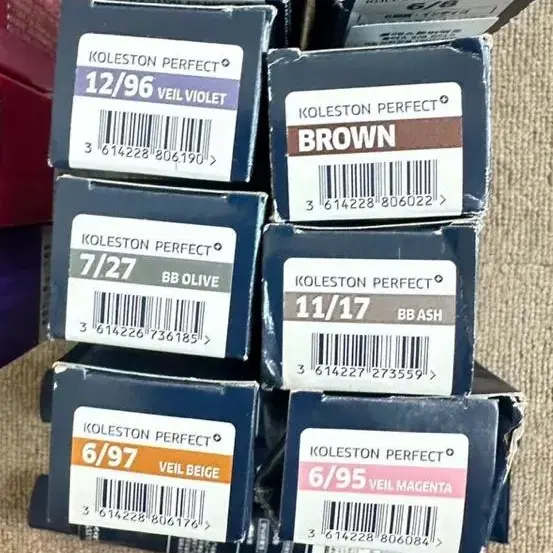 6/8
KOLESTON PERFECT
12/96 VEIL VIOLET
3 614228 806190 >
KOLESTON PERFECT
BROWN
3 614228 806022 >
KOLESTON PERFECT
7/27 BB OLIVE
3 614226 736185 >
KOLESTON PERFECT
11/17 BB ASH
3 614227 273559 >
KOLESTON PERFECT
6/97 VEIL BEIGE
3 614228 806176 >
KOLESTON PERFECT
6/95 VEIL MAGENTA
3 614228 806084 >